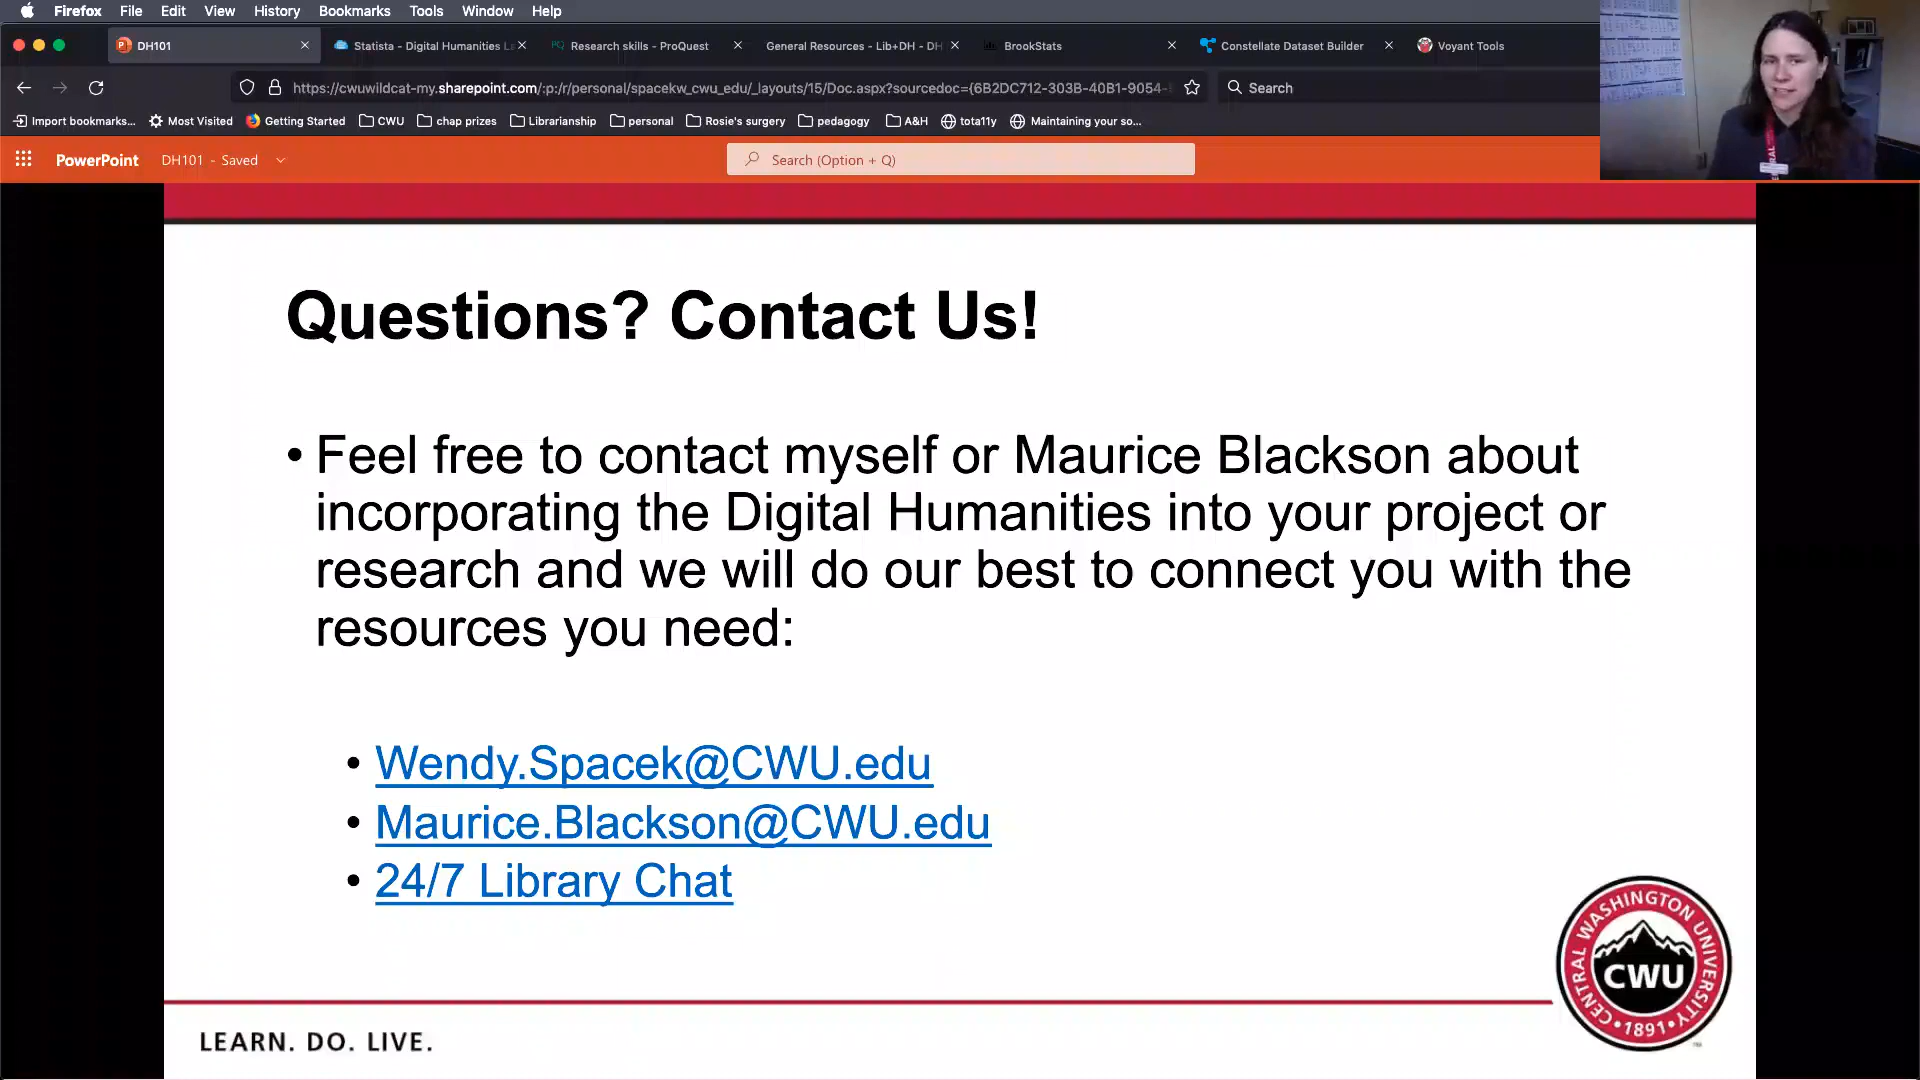 Firefox File Edit View History Bookmarks Tools Window Help
DH101
Statista - Digital Humanities L
Research skills - ProQuest
General Resources - Lib+DH - DH
BrookStats
Constellate Dataset Builder
Voyant Tools
https://cwuwildcat-my.sharepoint.com/:p:/r/personal/spacekw_cwu_edu/_layouts/15/Doc.aspx?sourcedoc={6B2DC712-303B-40B1-9054-
Search
Import bookmarks... Most Visited Getting Started CWU chap prizes Librarianship personal Rosie's surgery pedagogy A&H tota11y Maintaining your so...
PowerPoint DH101 - Saved
Search (Option + Q)
Questions? Contact Us!
• Feel free to contact myself or Maurice Blackson about
incorporating the Digital Humanities into your project or
research and we will do our best to connect you with the
resources you need:
• Wendy.Spacek@CWU.edu
• Maurice.Blackson@CWU.edu
• 24/7 Library Chat
CENTRAL WASHINGTON UNIVERSITY
CWU
•1891•
TM
LEARN. DO. LIVE.